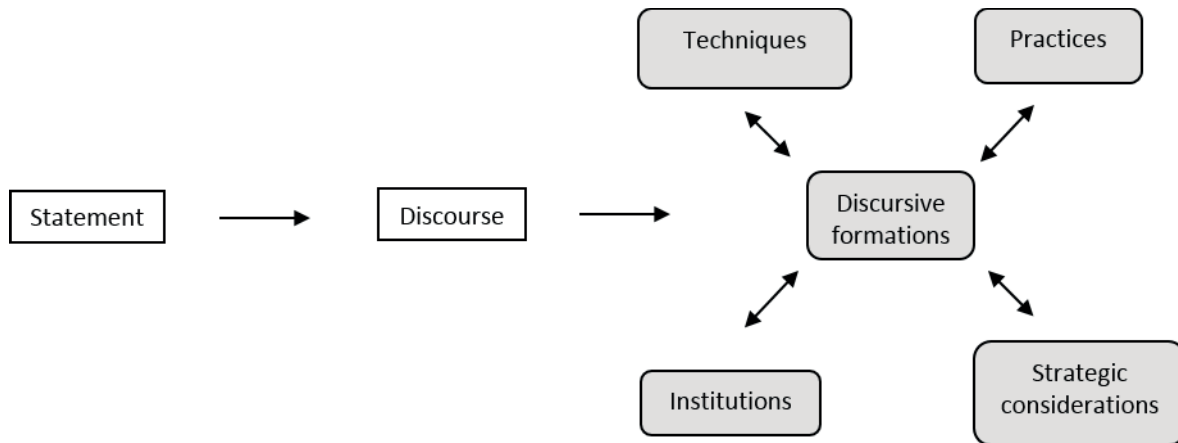 Techniques
Practices
Statement
Discourse
Discursive
formations
Institutions
Strategic
considerations